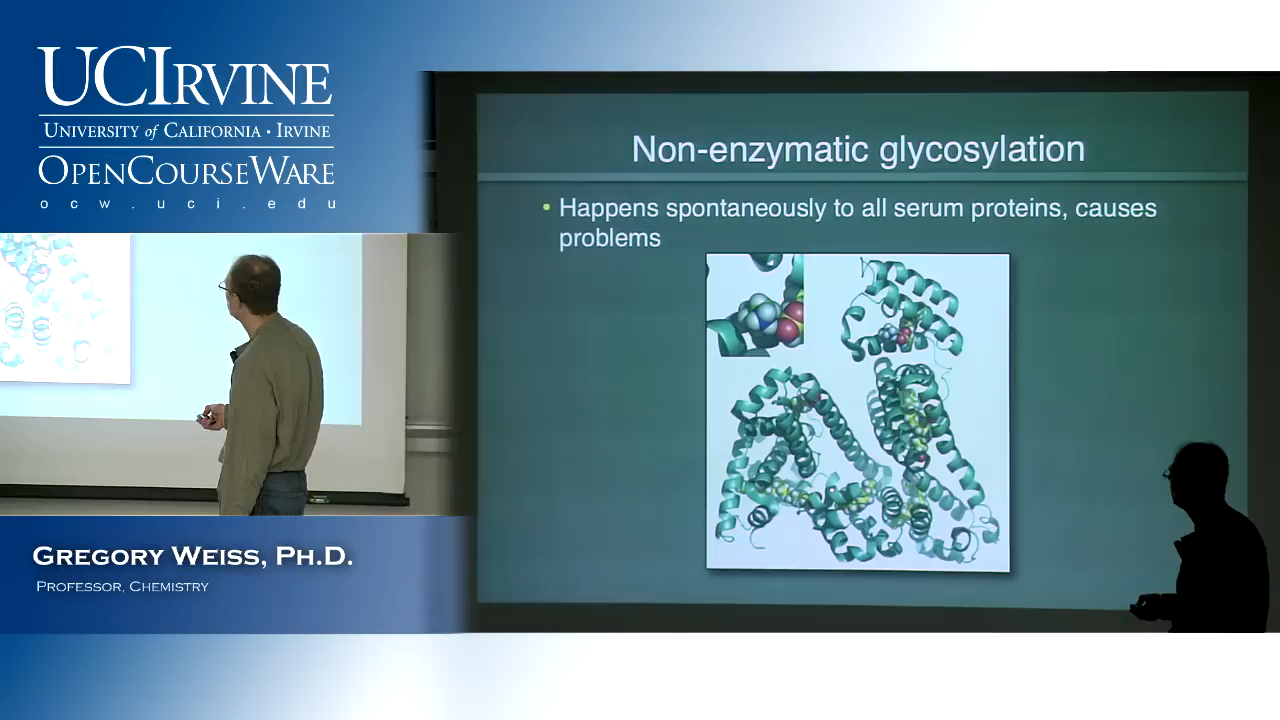 UCIRVINE
UNIVERSITY of CALIFORNIA · IRVINE
OPENCOURSEWARE
ocw.uci.edu
GREGORY WEISS, PH.D.
PROFESSOR, CHEMISTRY
Non-enzymatic glycosylation
• Happens spontaneously to all serum proteins, causes
problems